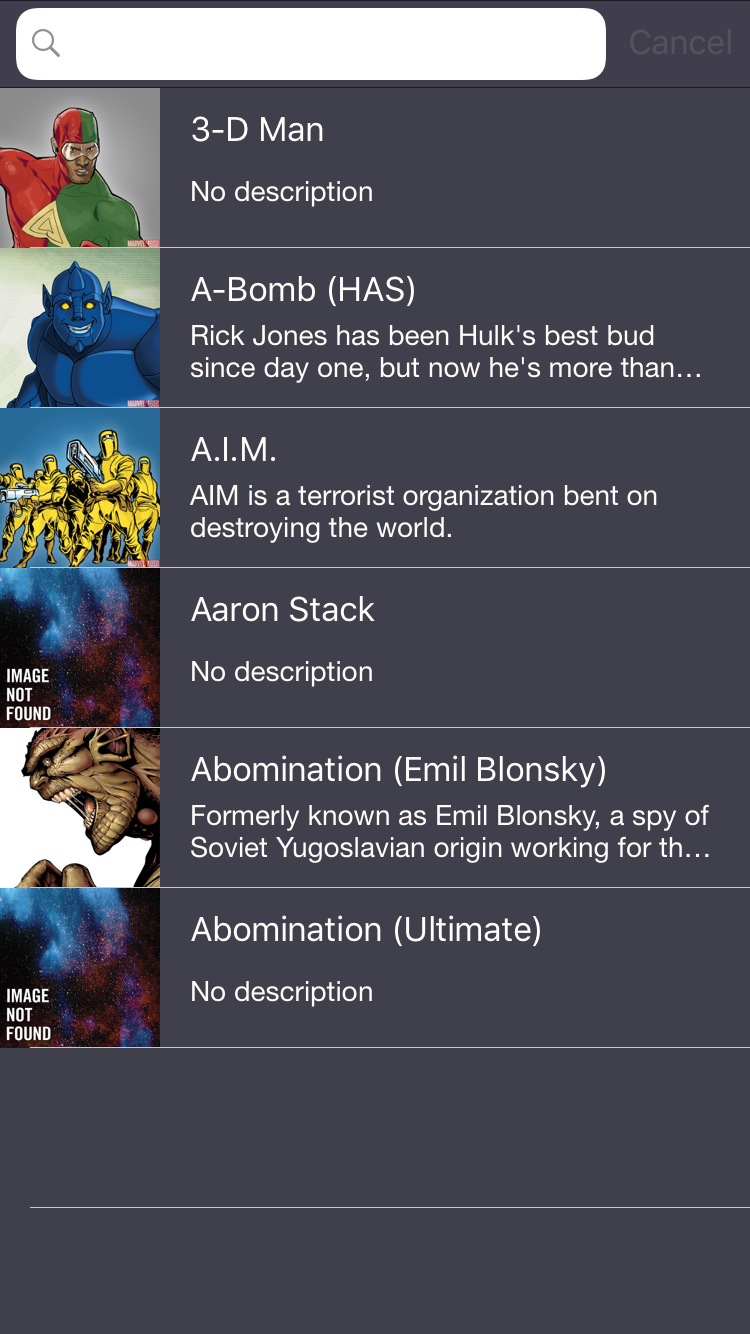 Cancel
3-D Man
No description
A-Bomb (HAS)
Rick Jones has been Hulk's best bud
since day one, but now he's more than...
A.I.M.
AIM is a terrorist organization bent on
destroying the world.
IMAGE
NOT
FOUND
Aaron Stack
No description
Abomination (Emil Blonsky)
Formerly known as Emil Blonsky, a spy of
Soviet Yugoslavian origin working for th...
IMAGE
NOT
FOUND
Abomination (Ultimate)
No description